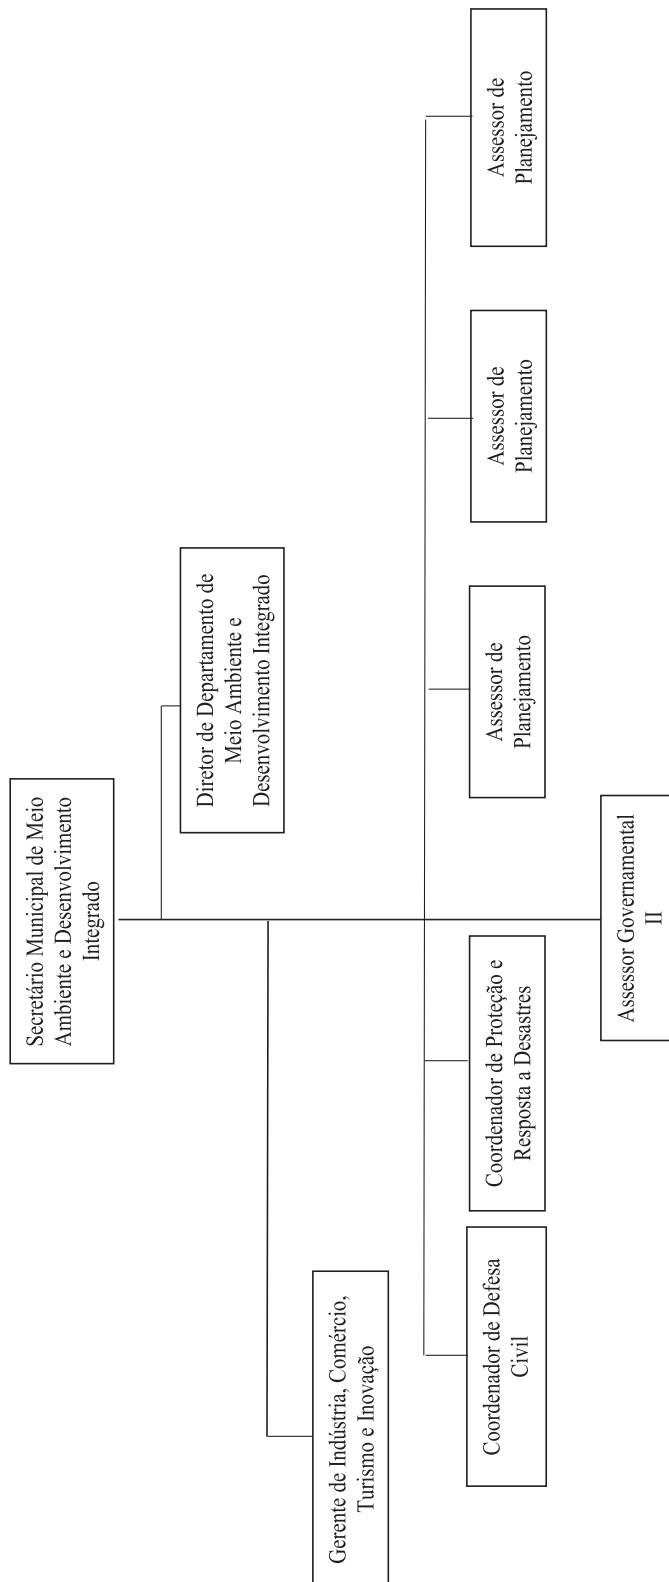 Secretário Municipal de Meio
Ambiente e Desenvolvimento
Integrado
Diretor de Departamento de
Meio Ambiente e
Desenvolvimento Integrado
Gerente de Indústria, Comércio,
Turismo e Inovação
Coordenador de Defesa
Civil
Coordenador de Proteção e
Resposta a Desastres
Assessor de
Planejamento
Assessor de
Planejamento
Assessor de
Planejamento
Assessor Governamental
II